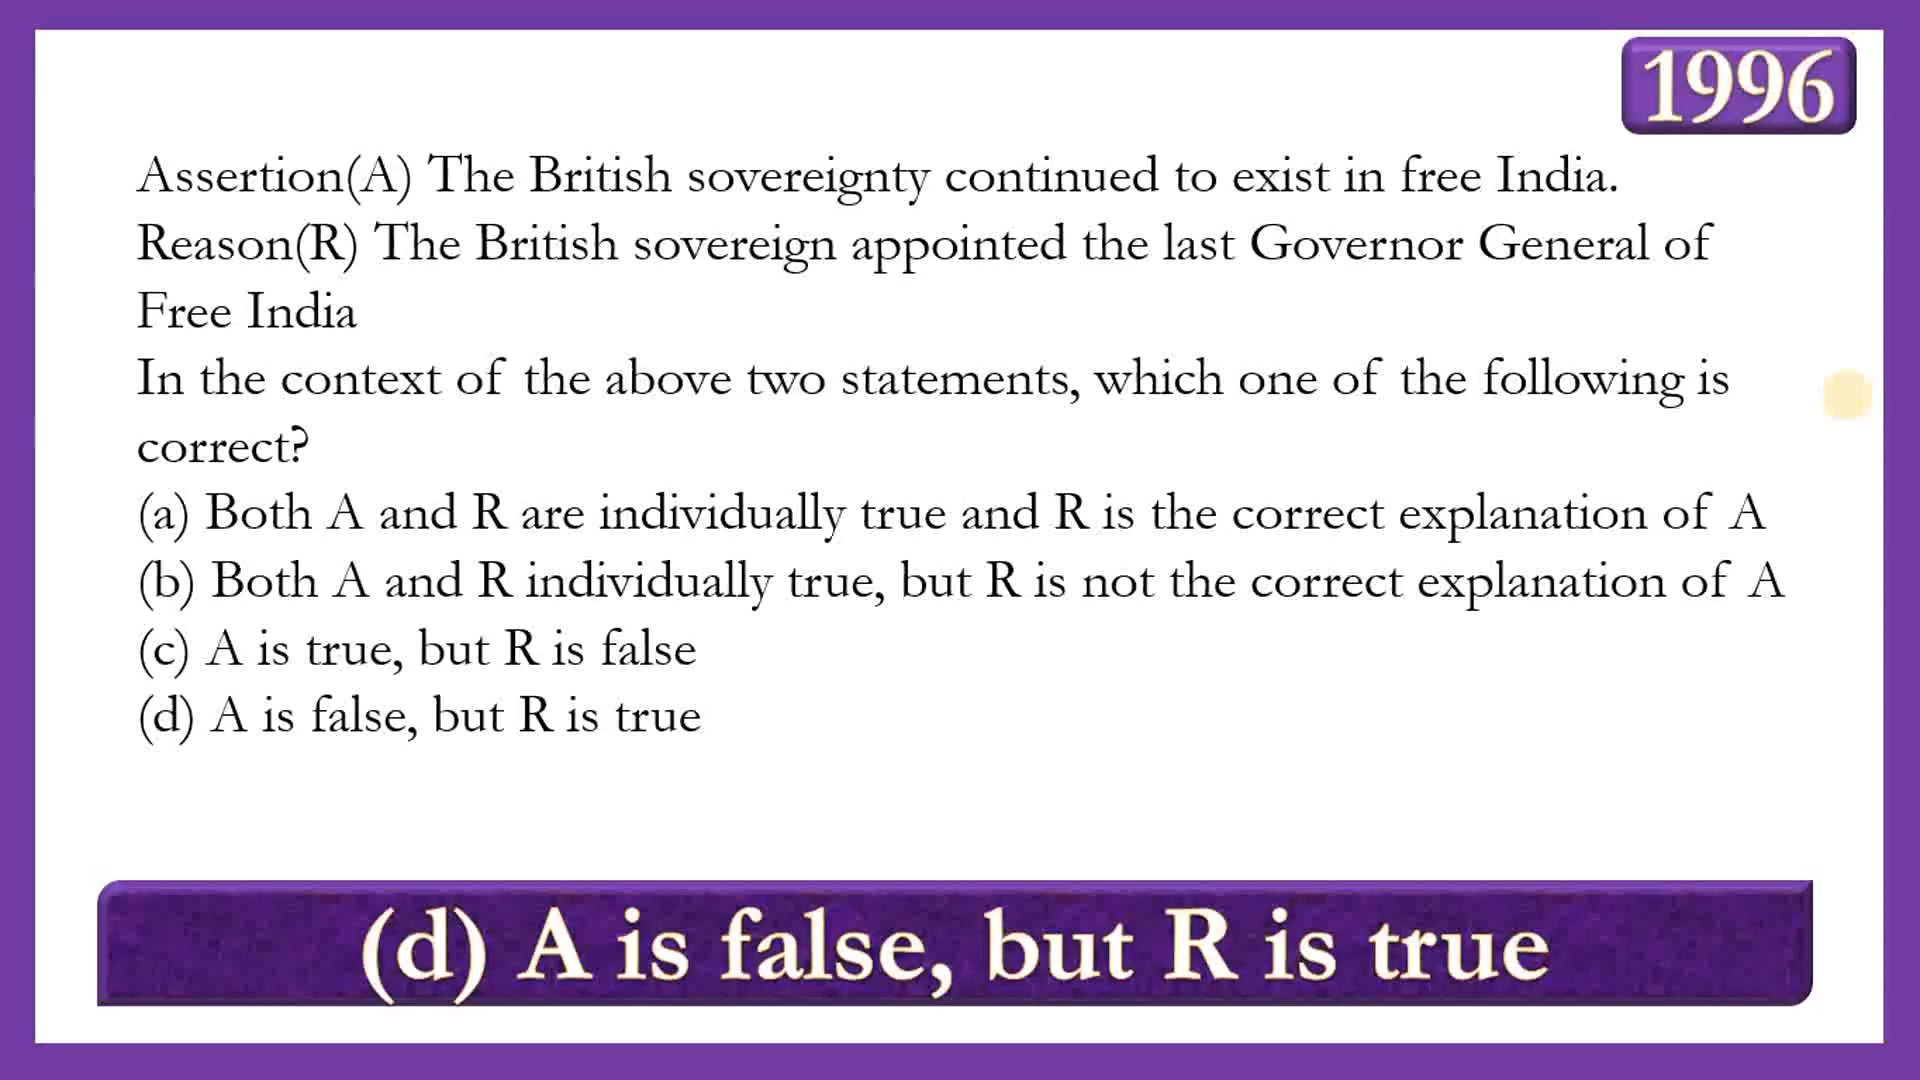 1996
Assertion(A) The British sovereignty continued to exist in free India.
Reason(R) The British sovereign appointed the last Governor General of
Free India
In the context of the above two statements, which one of the following is
correct?
(a) Both A and R are individually true and R is the correct explanation of A
(b) Both A and R individually true, but R is not the correct explanation of A
(c) A is true, but R is false
(d) A is false, but R is true
(d) A is false, but R is true